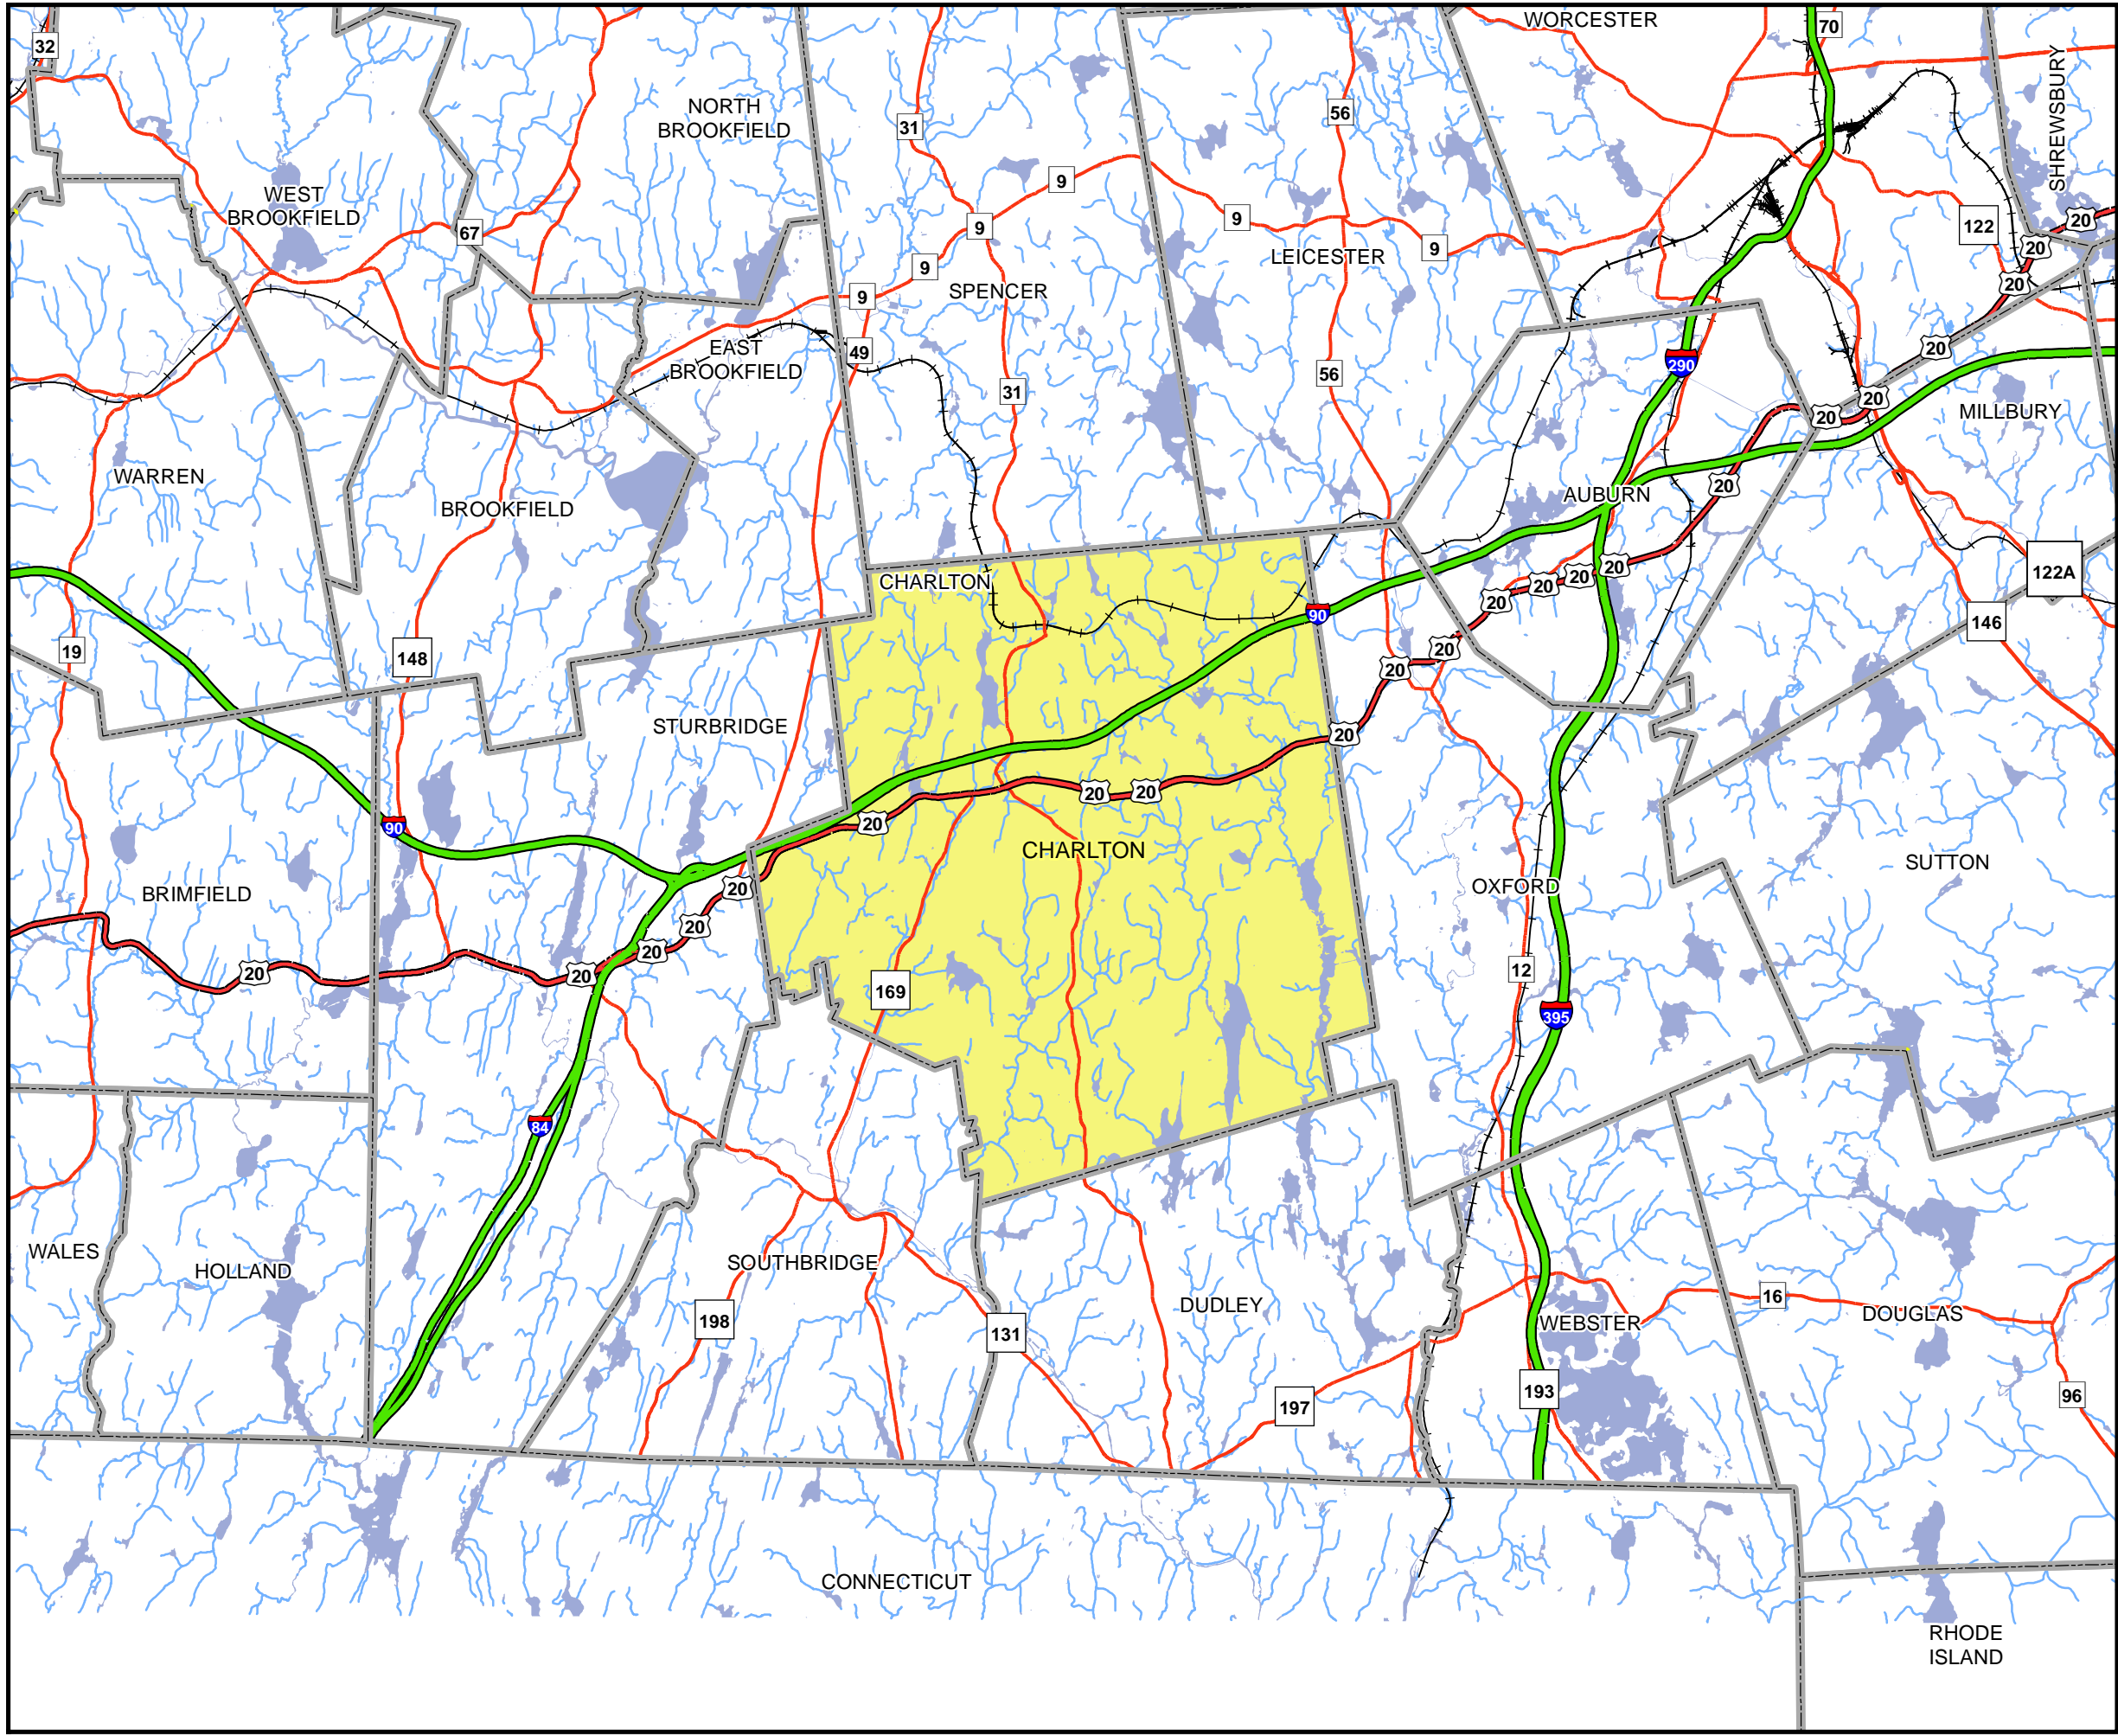 WORCESTER
70
32
SHREWSBURY
NORTH
BROOKFIELD
31
56
9
WEST
BROOKFIELD
67
9
9
9
122
20
20
LEICESTER
9
9
SPENCER
20
9
20
49
EAST
BROOKFIELD
290
56
31
20
20
MILLBURY
WARREN
20
AUBURN
BROOKFIELD
20
CHARLTON
20
20
20
122A
20
90
146
19
148
20
20
STURBRIDGE
20
20
20
20
90
CHARLTON
SUTTON
BRIMFIELD
20
OXFORD
20
20
20
20
12
169
395
84
WALES
HOLLAND
SOUTHBRIDGE
DUDLEY
16
DOUGLAS
198
131
WEBSTER
193
96
197
CONNECTICUT
RHODE
ISLAND